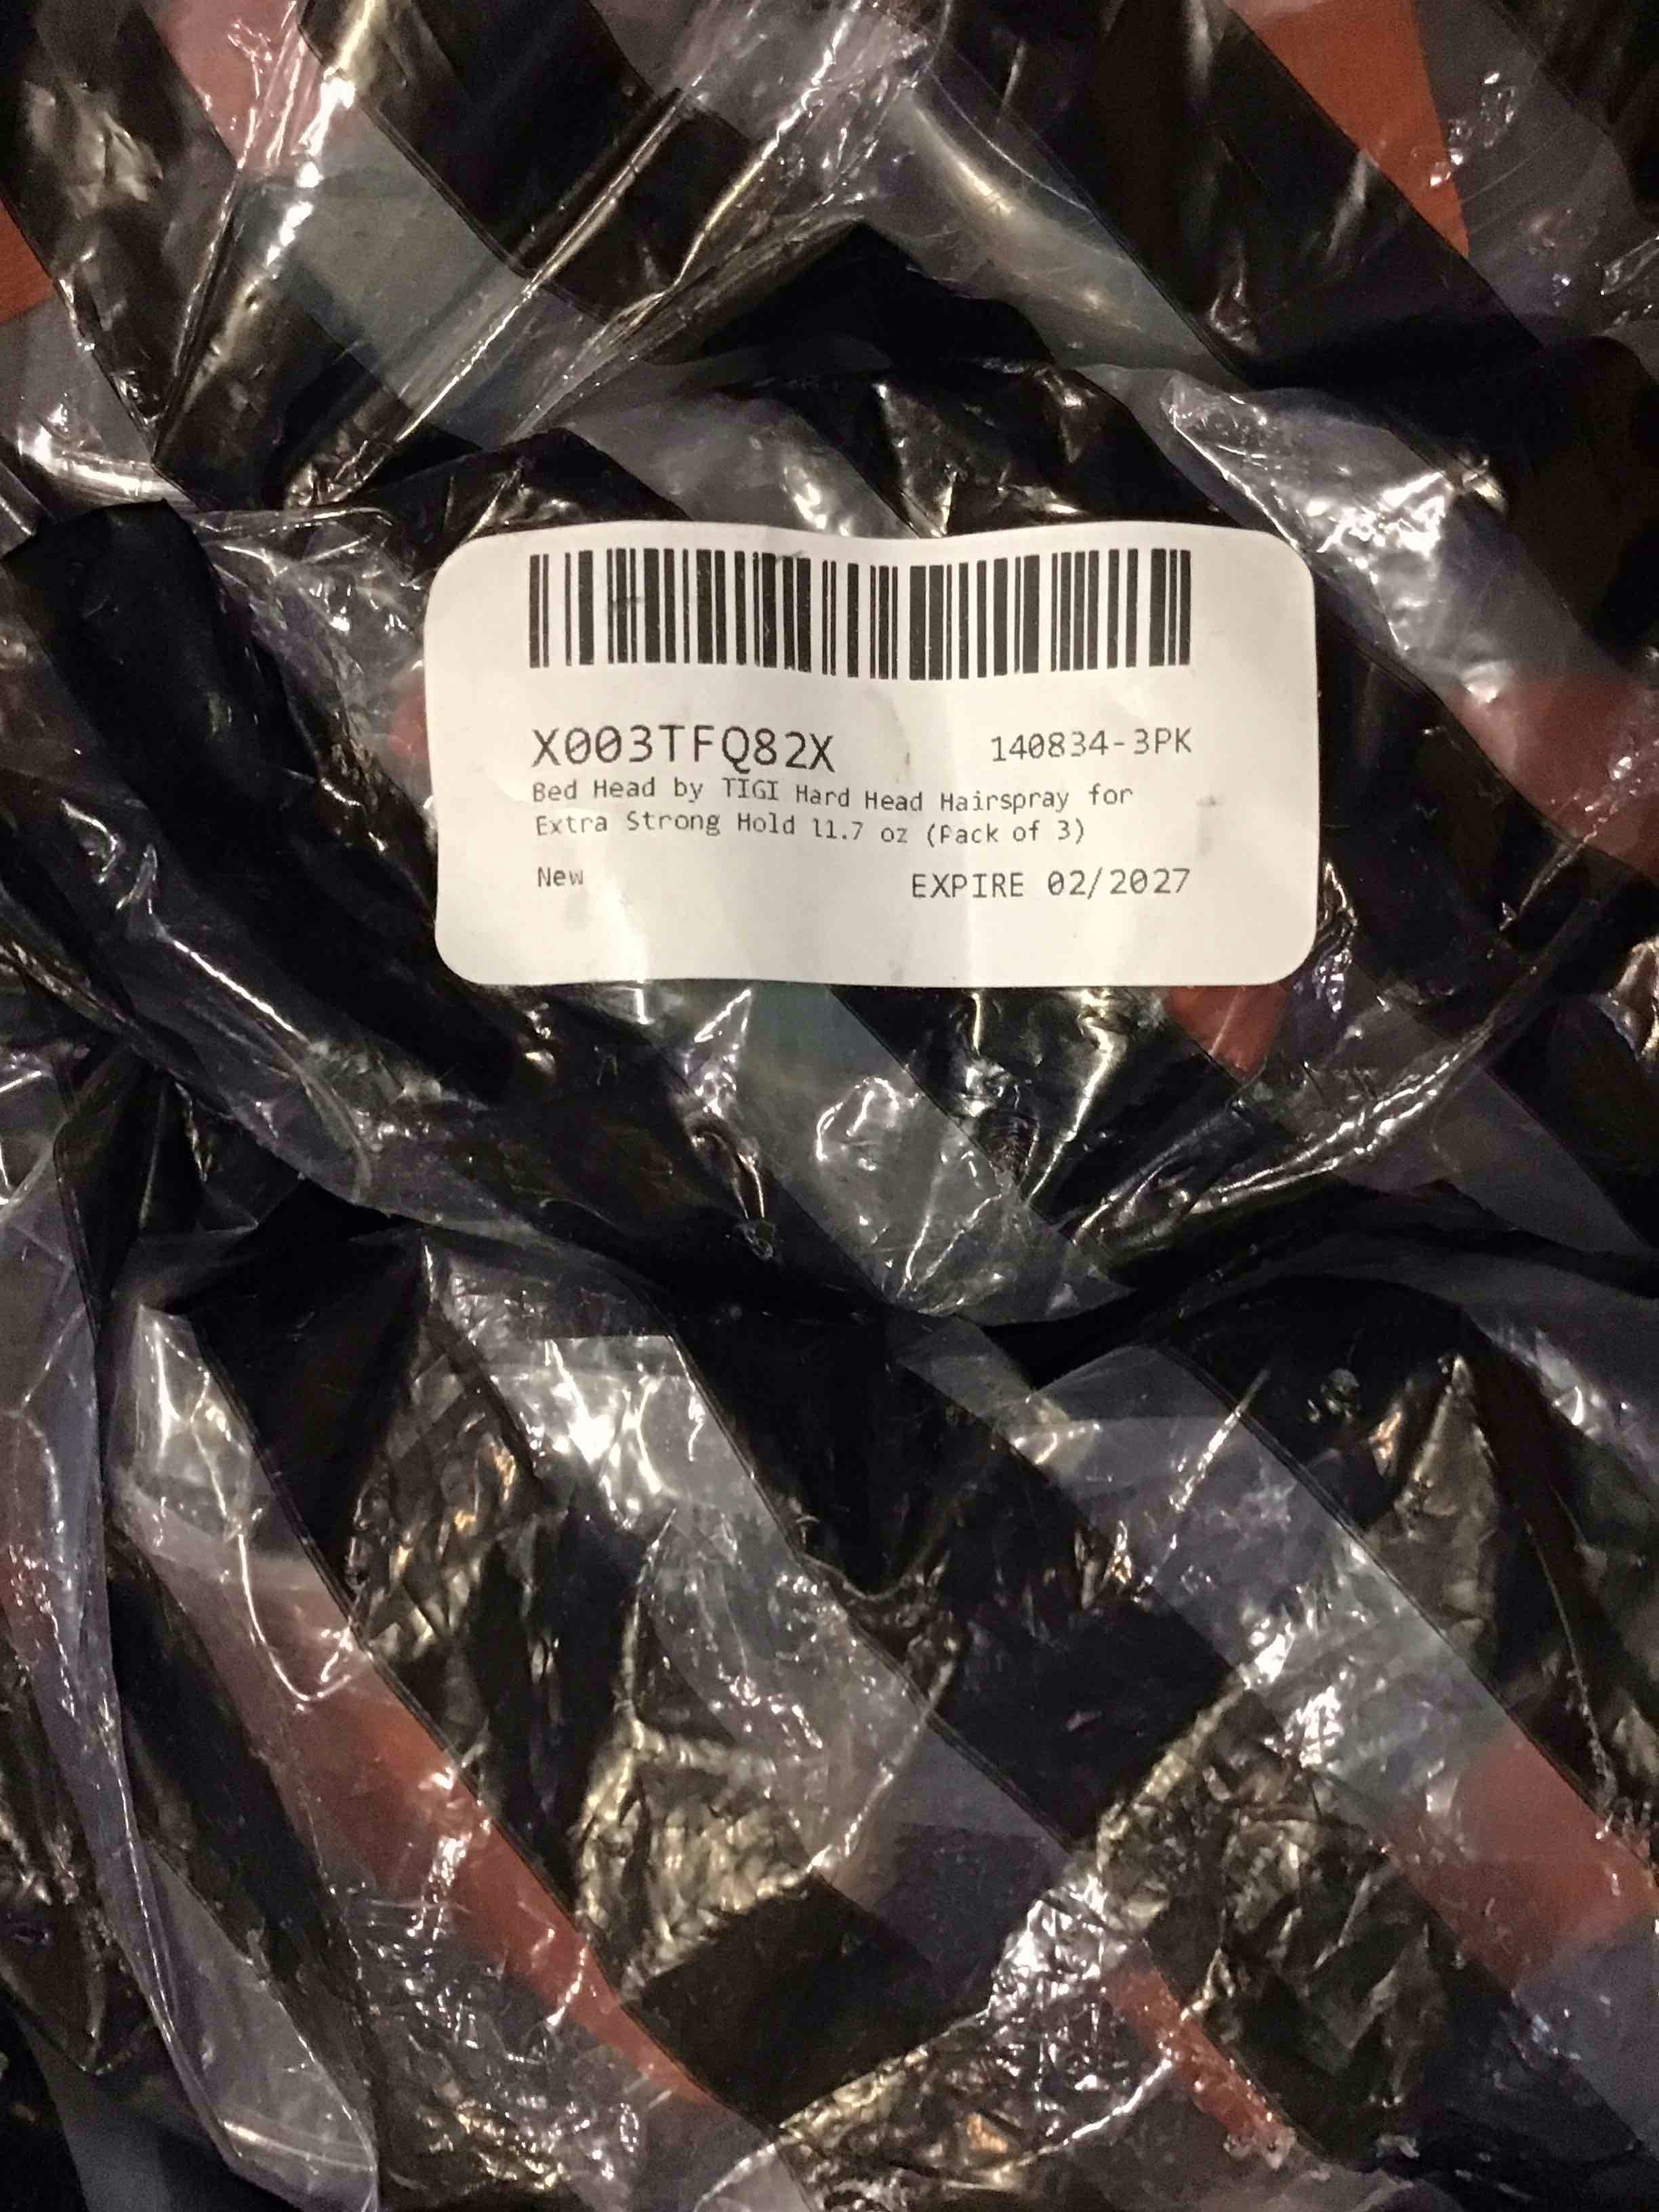 X003TFQ82X 140834-3PK
Bed Head by TIGI Hard Head Hairspray for
Extra Strong Hold 11.7 oz (Pack of 3)
New EXPIRE 02/2027